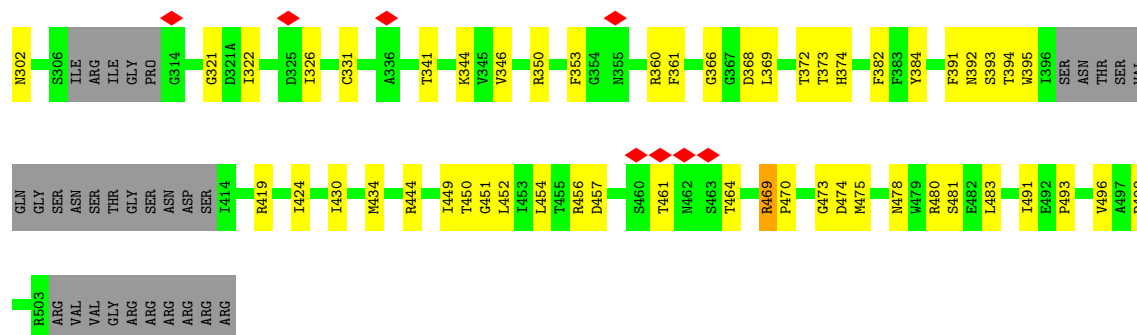 N302 S306 ILE ARG ILE GLY PRO G314 G321 D321A I322 D325 I326 C331 A336 T341 K344 V345 V346 R350 F353 G354 N355 R360 F361 G366 G367 D368 L369 T372 T373 H374 F382 F383 Y384 F391 N392 S393 T394 W395 I396 SER ASN THR SER
GLN GLY SER ASN SER THR GLY SER ASN ASP SER I414 R419 I424 I430 M434 R444 I449 T450 G451 L452 I453 L454 T455 R456 D457 S460 T461 N462 S463 T464 R469 P470 G473 D474 M475 N478 W479 R480 S481 E482 L483 I491 E492 P493 V496 A497
R503 ARG VAL VAL GLY ARG ARG ARG ARG ARG ARG